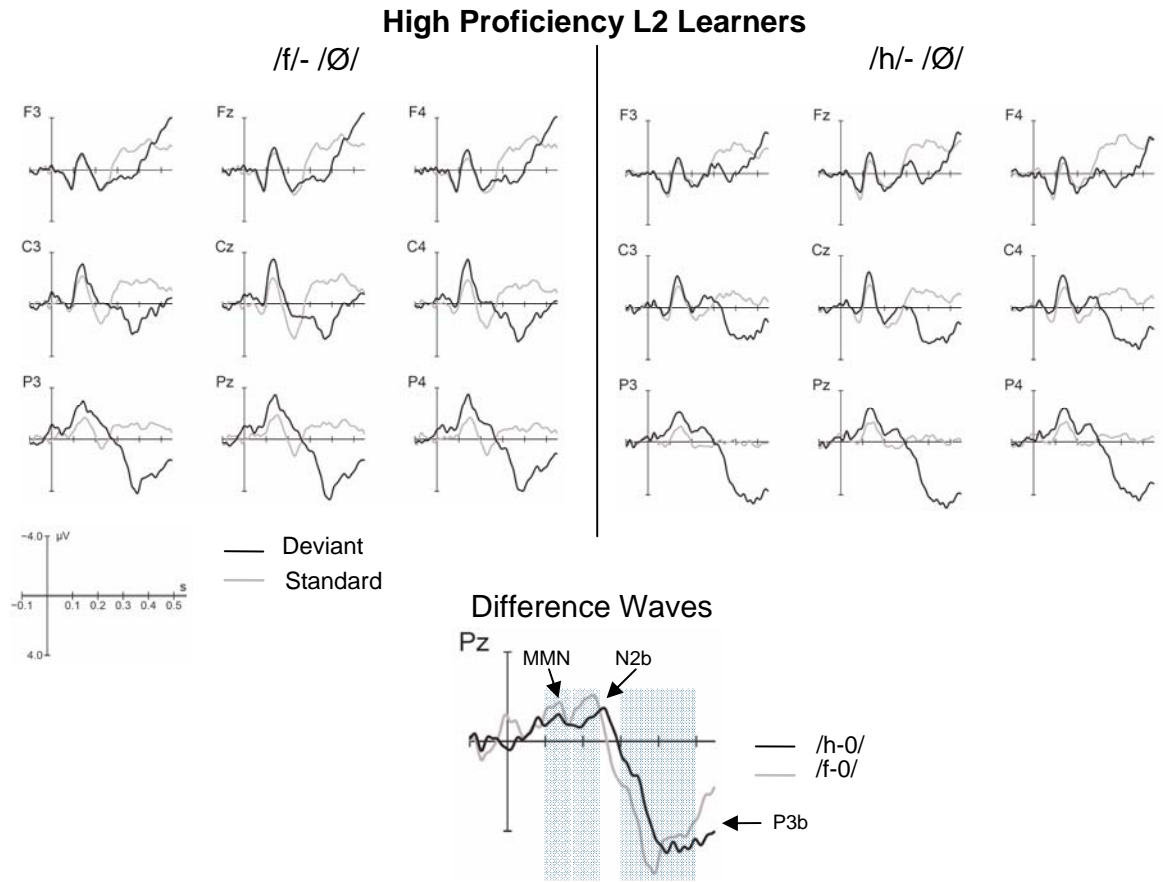 High Proficiency L2 Learners
/f/- /Ø/
/h/- /Ø/
F3 Fz F4
F3 Fz F4
C3 Cz C4
C3 Cz C4
P3 Pz P4
P3 Pz P4
−4.0 µV
s
−0.1 0.1 0.2 0.3 0.4 0.5
4.0
Deviant
Standard
Difference Waves
Pz
MMN N2b
/h-0/
/f-0/
P3b